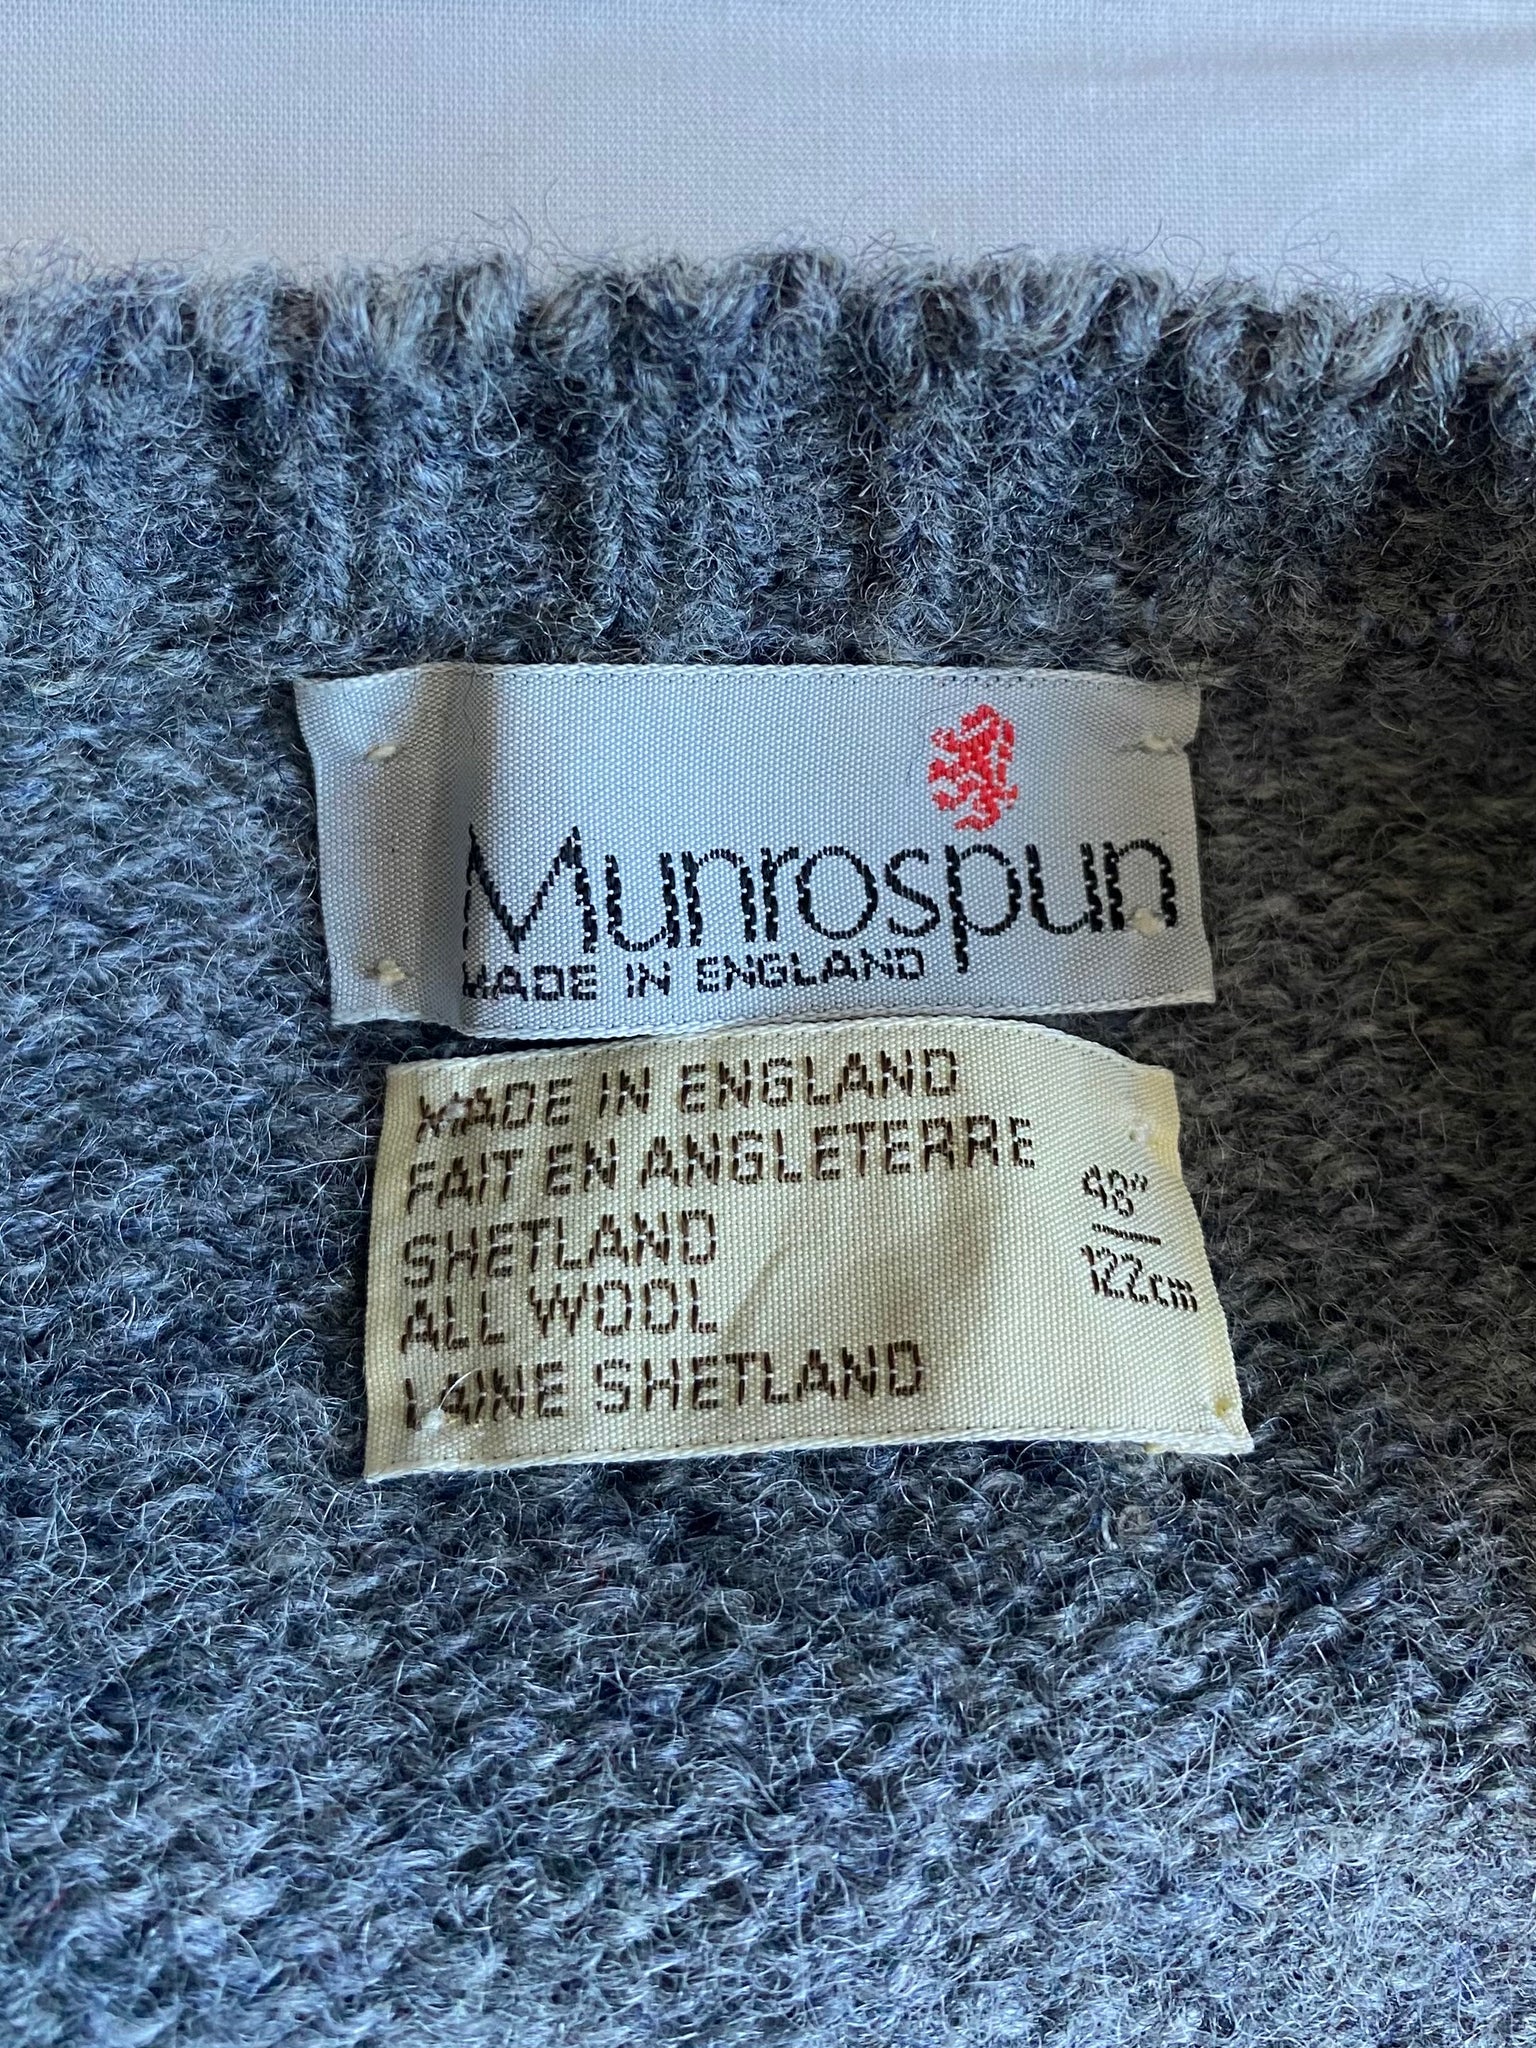 Munrospun
MADE IN ENGLAND
MADE IN ENGLAND
FAIT EN ANGLETERRE
SHETLAND
ALL WOOL
LAINE SHETLAND
48"
122cm